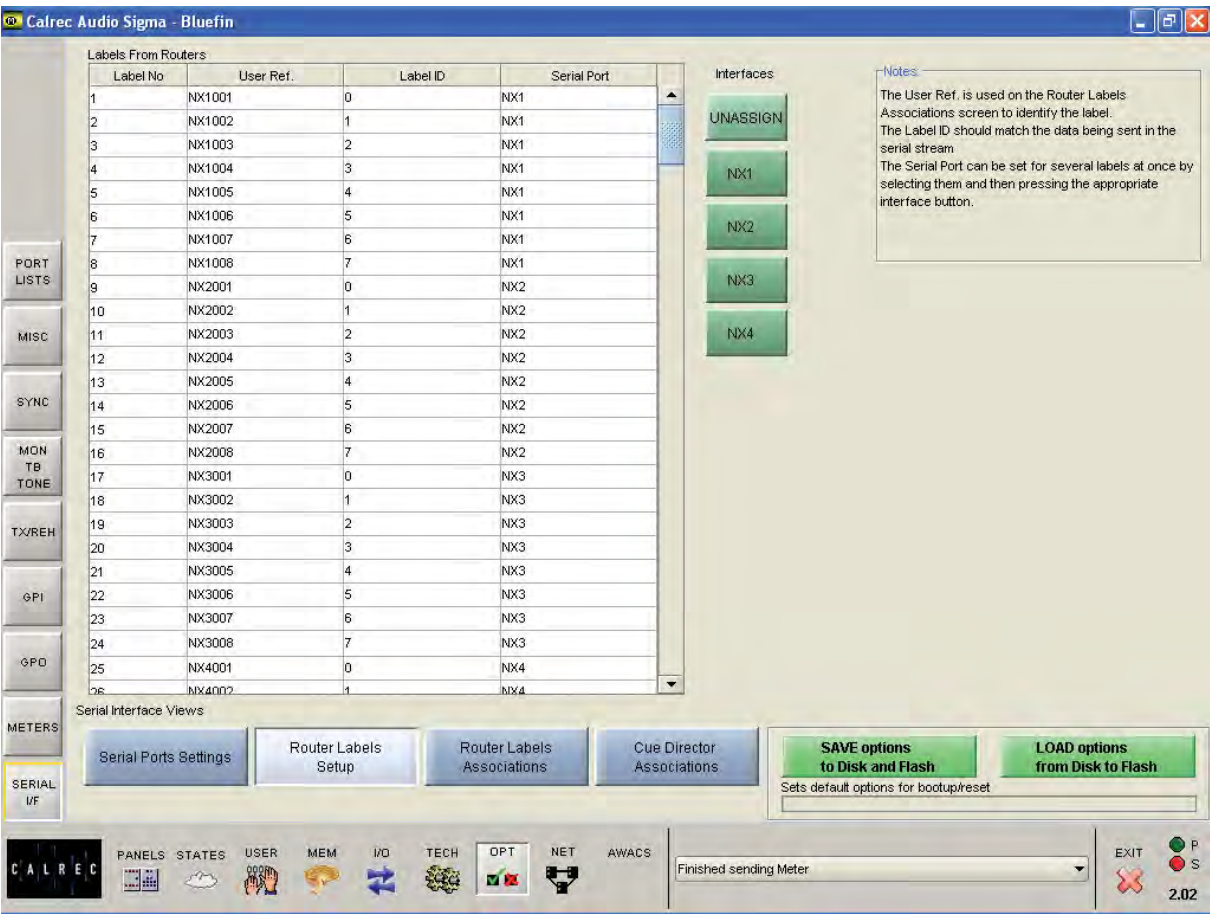 Calrec Audio Sigma - Bluefin
Labels From Routers
Label No User Ref. Label ID Serial Port
1 NX1001 0 NX1
2 NX1002 1 NX1
3 NX1003 2 NX1
4 NX1004 3 NX1
5 NX1005 4 NX1
6 NX1006 5 NX1
7 NX1007 6 NX1
8 NX1008 7 NX1
9 NX2001 0 NX2
10 NX2002 1 NX2
11 NX2003 2 NX2
12 NX2004 3 NX2
13 NX2005 4 NX2
14 NX2006 5 NX2
15 NX2007 6 NX2
16 NX2008 7 NX2
17 NX3001 0 NX3
18 NX3002 1 NX3
19 NX3003 2 NX3
20 NX3004 3 NX3
21 NX3005 4 NX3
22 NX3006 5 NX3
23 NX3007 6 NX3
24 NX3008 7 NX3
25 NX4001 0 NX4
26 NX4002 1 NX4
Interfaces
UNASSIGN
NX1
NX2
NX3
NX4
Notes
The User Ref. is used on the Router Labels
Associations screen to identify the label.
The Label ID should match the data being sent in the
serial stream
The Serial Port can be set for several labels at once by
selecting them and then pressing the appropriate
interface button.
PORT
LISTS
MISC
SYNC
MON
TB
TONE
TX/REH
GPI
GPO
METERS
SERIAL
I/F
Serial Interface Views
Serial Ports Settings
Router Labels
Setup
Router Labels
Associations
Cue Director
Associations
SAVE options
to Disk and Flash
LOAD options
from Disk to Flash
Sets default options for bootup/reset
CALREC
PANELS STATES USER MEM I/O TECH OPT NET AWACS
Finished sending Meter
EXIT
P
S
2.02